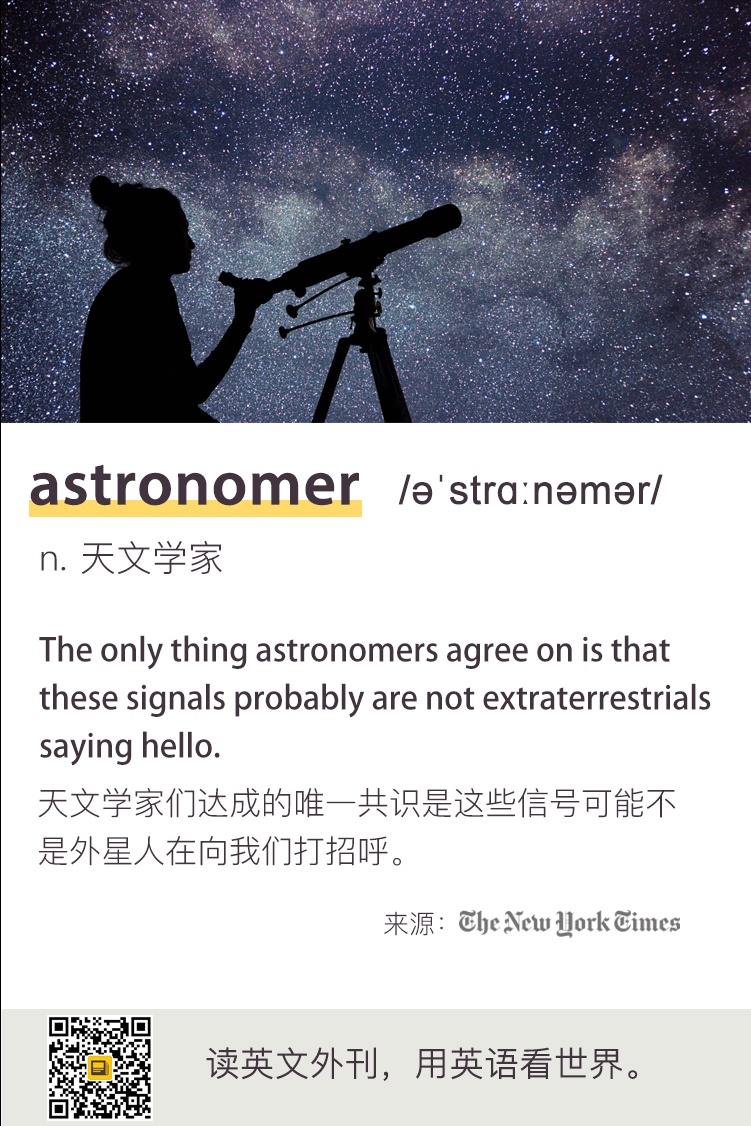 astronomer /əˈstrɑːnəmər/
n. 天文学家
The only thing astronomers agree on is that
these signals probably are not extraterrestrials
saying hello.
天文学家们达成的唯一共识是这些信号可能不
是外星人在向我们打招呼。
来源：The New York Times
读英文外刊，用英语看世界。